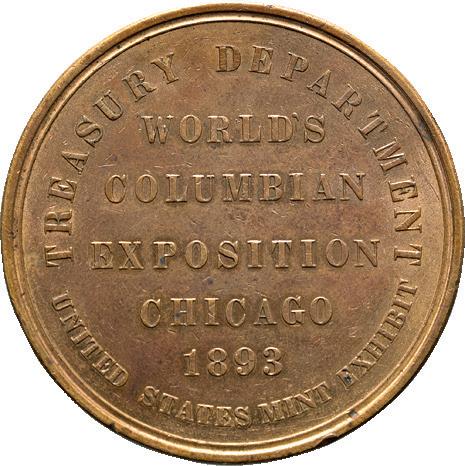 TREASURY DEPARTMENT
WORLD'S
COLUMBIAN
EXPOSITION
CHICAGO
1893
UNITED STATES MINT EXHIBIT